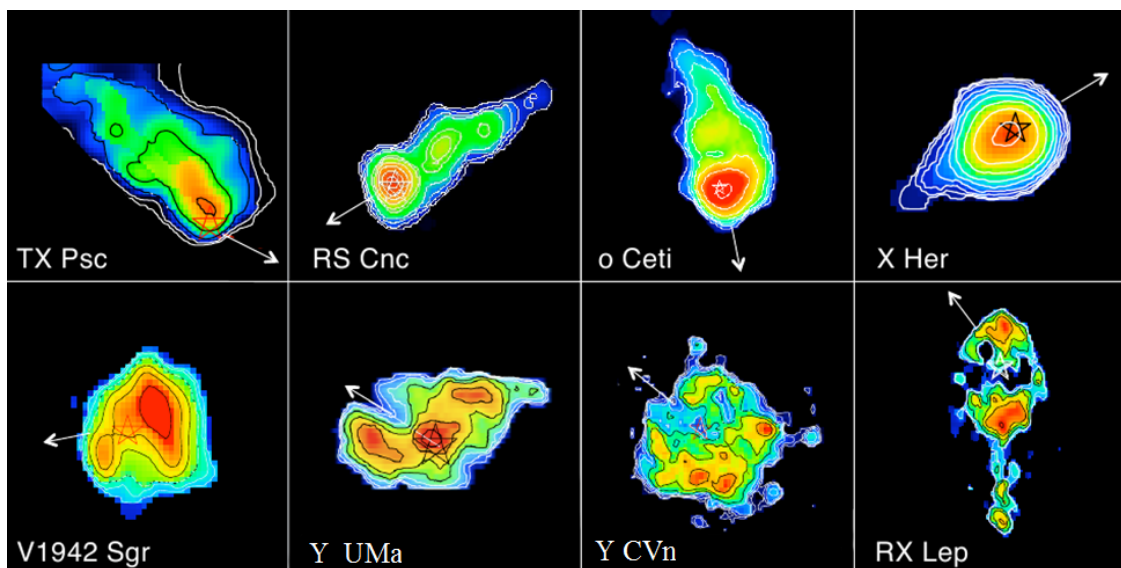 TX Psc
RS Cnc
o Ceti
X Her
V1942 Sgr
Y UMa
Y CVn
RX Lep